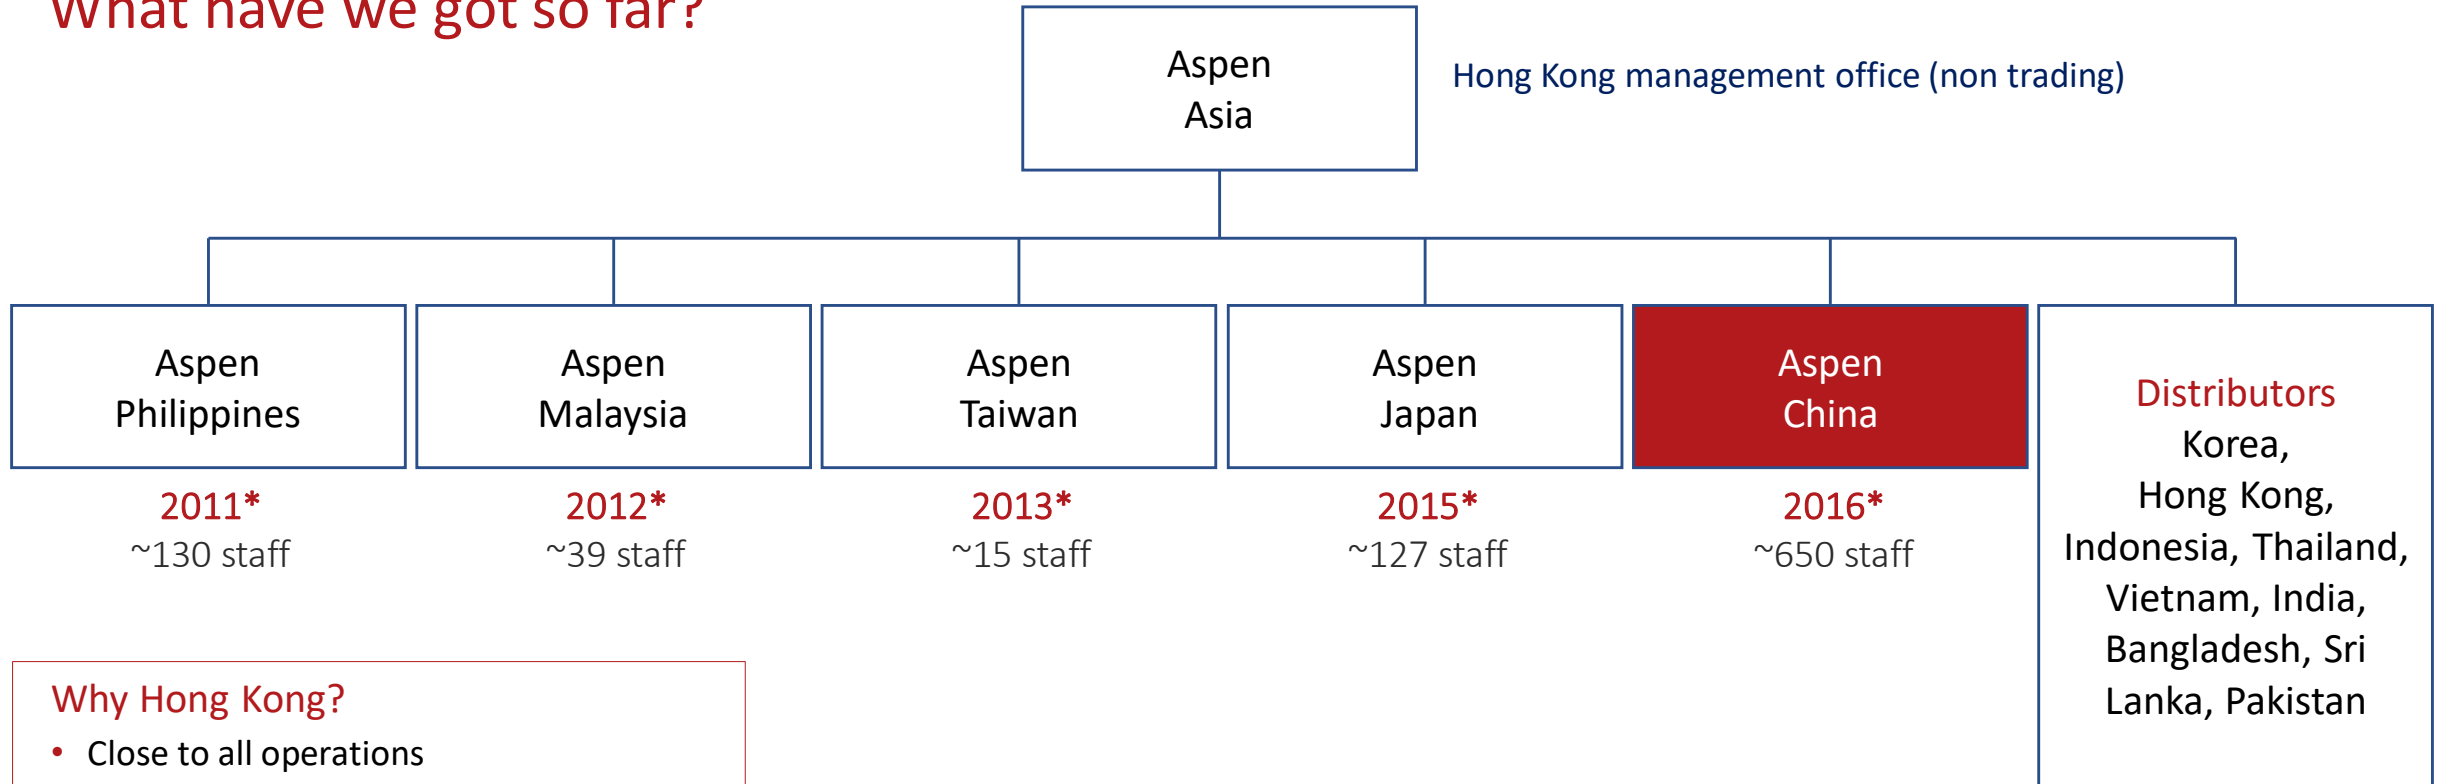 What have we got so far?
Aspen
Asia
Hong Kong management office (non trading)
Aspen
Philippines
2011*
~130 staff
Aspen
Malaysia
2012*
~39 staff
Aspen
Taiwan
2013*
~15 staff
Aspen
Japan
2015*
~127 staff
Aspen
China
2016*
~650 staff
Distributors
Korea,
Hong Kong,
Indonesia, Thailand,
Vietnam, India,
Bangladesh, Sri
Lanka, Pakistan
Why Hong Kong?
• Close to all operations